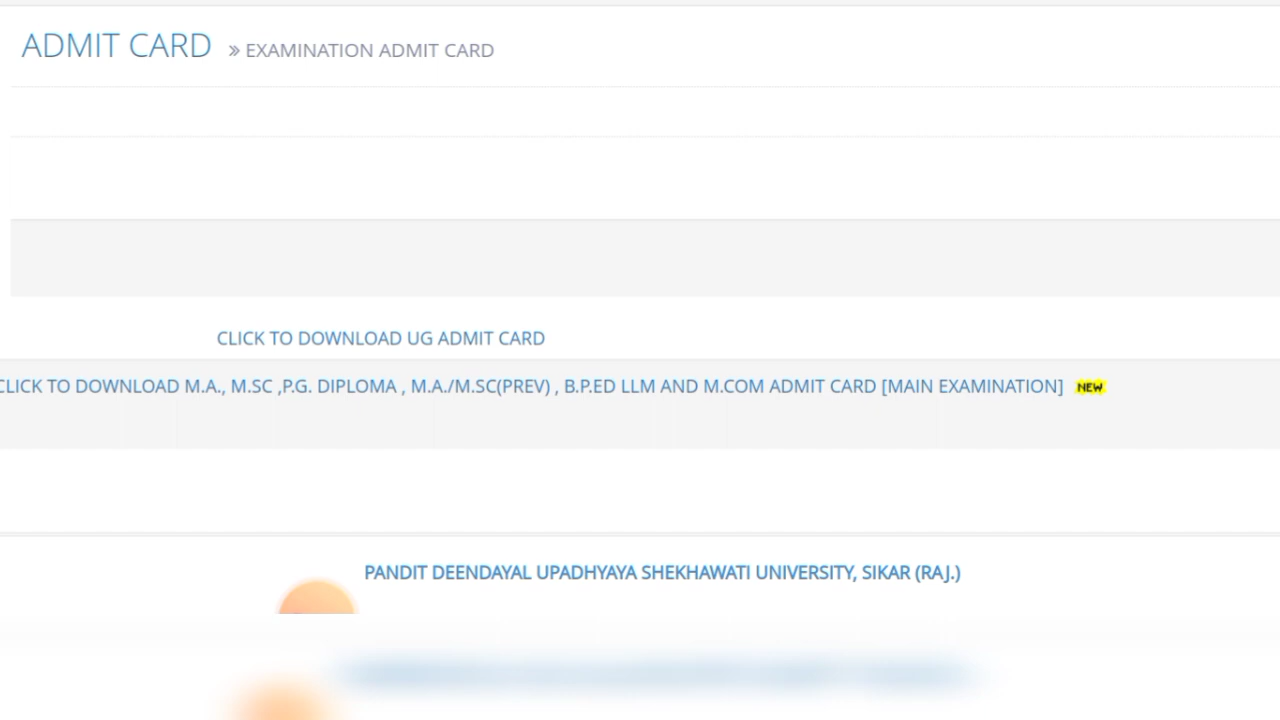 ADMIT CARD » EXAMINATION ADMIT CARD
CLICK TO DOWNLOAD UG ADMIT CARD
CLICK TO DOWNLOAD M.A., M.SC ,P.G. DIPLOMA , M.A./M.SC(PREV) , B.P.ED LLM AND M.COM ADMIT CARD [MAIN EXAMINATION] NEW
PANDIT DEENDAYAL UPADHYAYA SHEKHAWATI UNIVERSITY, SIKAR (RAJ.)